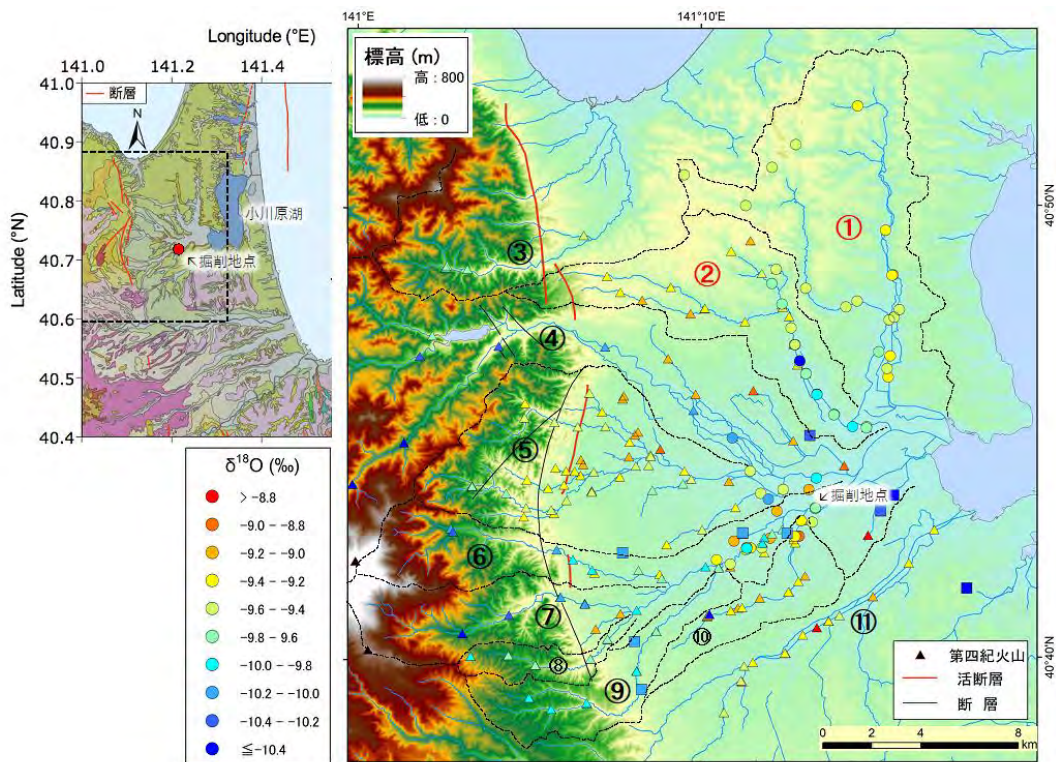 Longitude (°E)
141.0 141.2 141.4
Latitude (°N)
41.0
40.9
40.8
40.7
40.6
40.5
40.4
断層
N
小川原湖
↖掘削地点
δ¹⁸O (‰)
> -8.8
-9.0 - -8.8
-9.2 - -9.0
-9.4 - -9.2
-9.6 - -9.4
-9.8 - -9.6
-10.0 - -9.8
-10.2 - -10.0
-10.4 - -10.2
≦-10.4
141°E
141°10'E
標高 (m)
高 : 800
低 : 0
40°50'N
40°40'N
①
②
③
④
⑤
⑥
⑦
⑧
⑨
⑩
⑪
↙掘削地点
第四紀火山
活断層
断 層
0 2 4 6 8
km